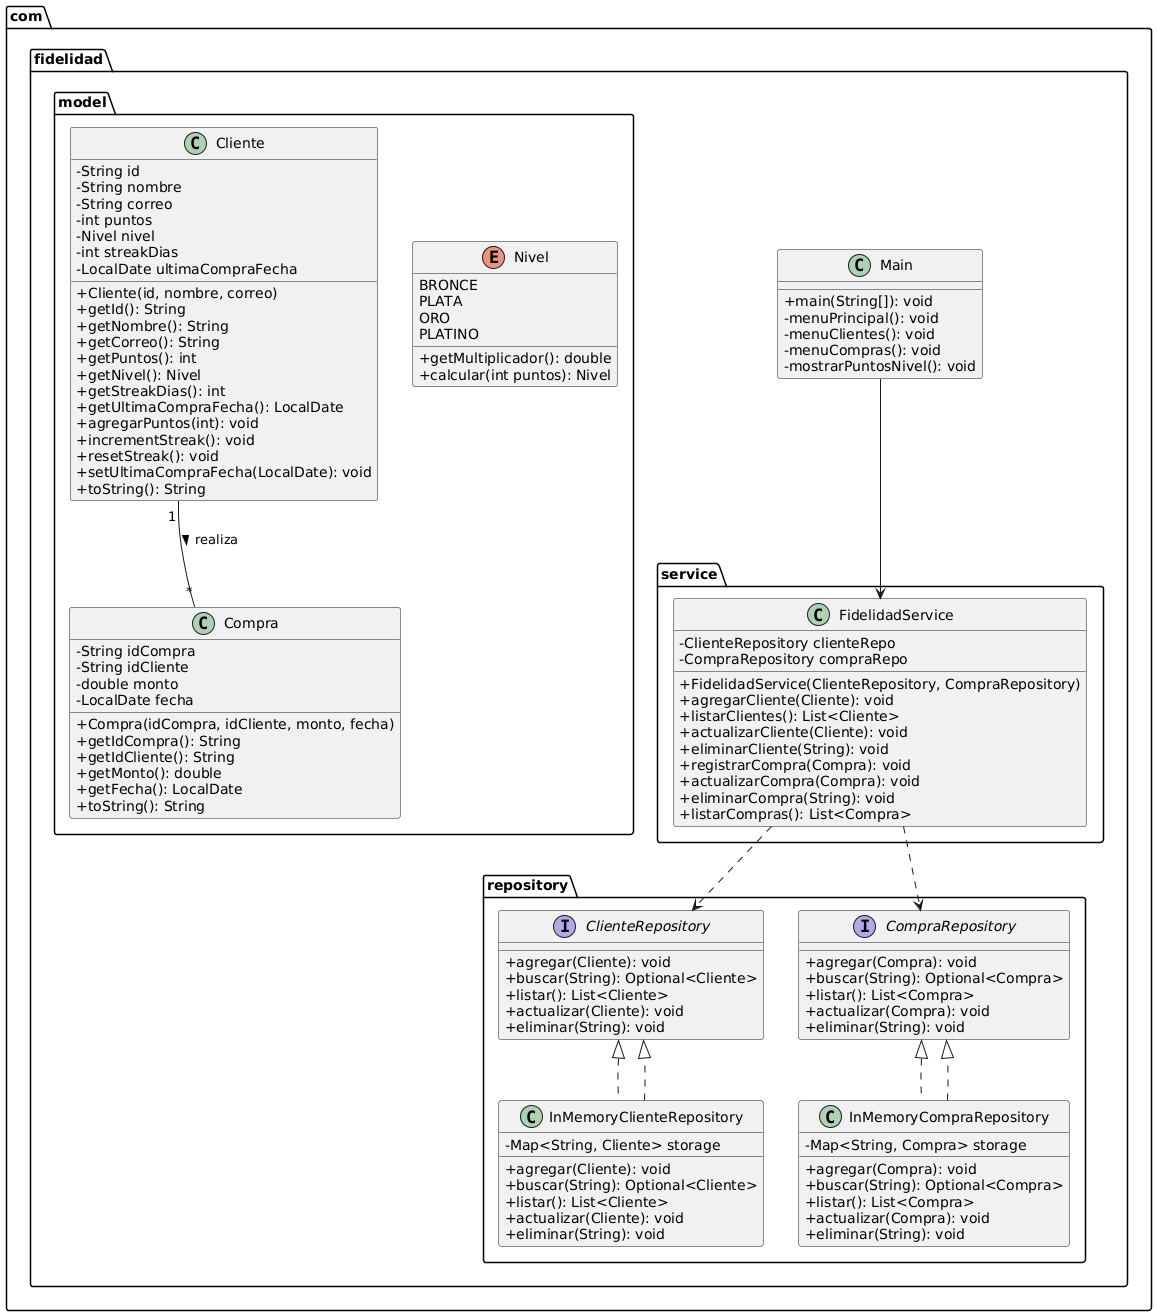 com
fidelidad
model
C Cliente
-String id
-String nombre
-String correo
-int puntos
-Nivel nivel
-int streakDias
-LocalDate ultimaCompraFecha
+Cliente(id, nombre, correo)
+getId(): String
+getNombre(): String
+getCorreo(): String
+getPuntos(): int
+getNivel(): Nivel
+getStreakDias(): int
+getUltimaCompraFecha(): LocalDate
+agregarPuntos(int): void
+incrementStreak(): void
+resetStreak(): void
+setUltimaCompraFecha(LocalDate): void
+toString(): String
E Nivel
BRONCE
PLATA
ORO
PLATINO
+getMultiplicador(): double
+calcular(int puntos): Nivel
C Main
+main(String[]): void
-menuPrincipal(): void
-menuClientes(): void
-menuCompras(): void
-mostrarPuntosNivel(): void
1
realiza
*
C Compra
-String idCompra
-String idCliente
-double monto
-LocalDate fecha
+Compra(idCompra, idCliente, monto, fecha)
+getIdCompra(): String
+getIdCliente(): String
+getMonto(): double
+getFecha(): LocalDate
+toString(): String
service
C FidelidadService
-ClienteRepository clienteRepo
-CompraRepository compraRepo
+FidelidadService(ClienteRepository, CompraRepository)
+agregarCliente(Cliente): void
+listarClientes(): List<Cliente>
+actualizarCliente(Cliente): void
+eliminarCliente(String): void
+registrarCompra(Compra): void
+actualizarCompra(Compra): void
+eliminarCompra(String): void
+listarCompras(): List<Compra>
repository
I ClienteRepository
+agregar(Cliente): void
+buscar(String): Optional<Cliente>
+listar(): List<Cliente>
+actualizar(Cliente): void
+eliminar(String): void
I CompraRepository
+agregar(Compra): void
+buscar(String): Optional<Compra>
+listar(): List<Compra>
+actualizar(Compra): void
+eliminar(String): void
C InMemoryClienteRepository
-Map<String, Cliente> storage
+agregar(Cliente): void
+buscar(String): Optional<Cliente>
+listar(): List<Cliente>
+actualizar(Cliente): void
+eliminar(String): void
C InMemoryCompraRepository
-Map<String, Compra> storage
+agregar(Compra): void
+buscar(String): Optional<Compra>
+listar(): List<Compra>
+actualizar(Compra): void
+eliminar(String): void